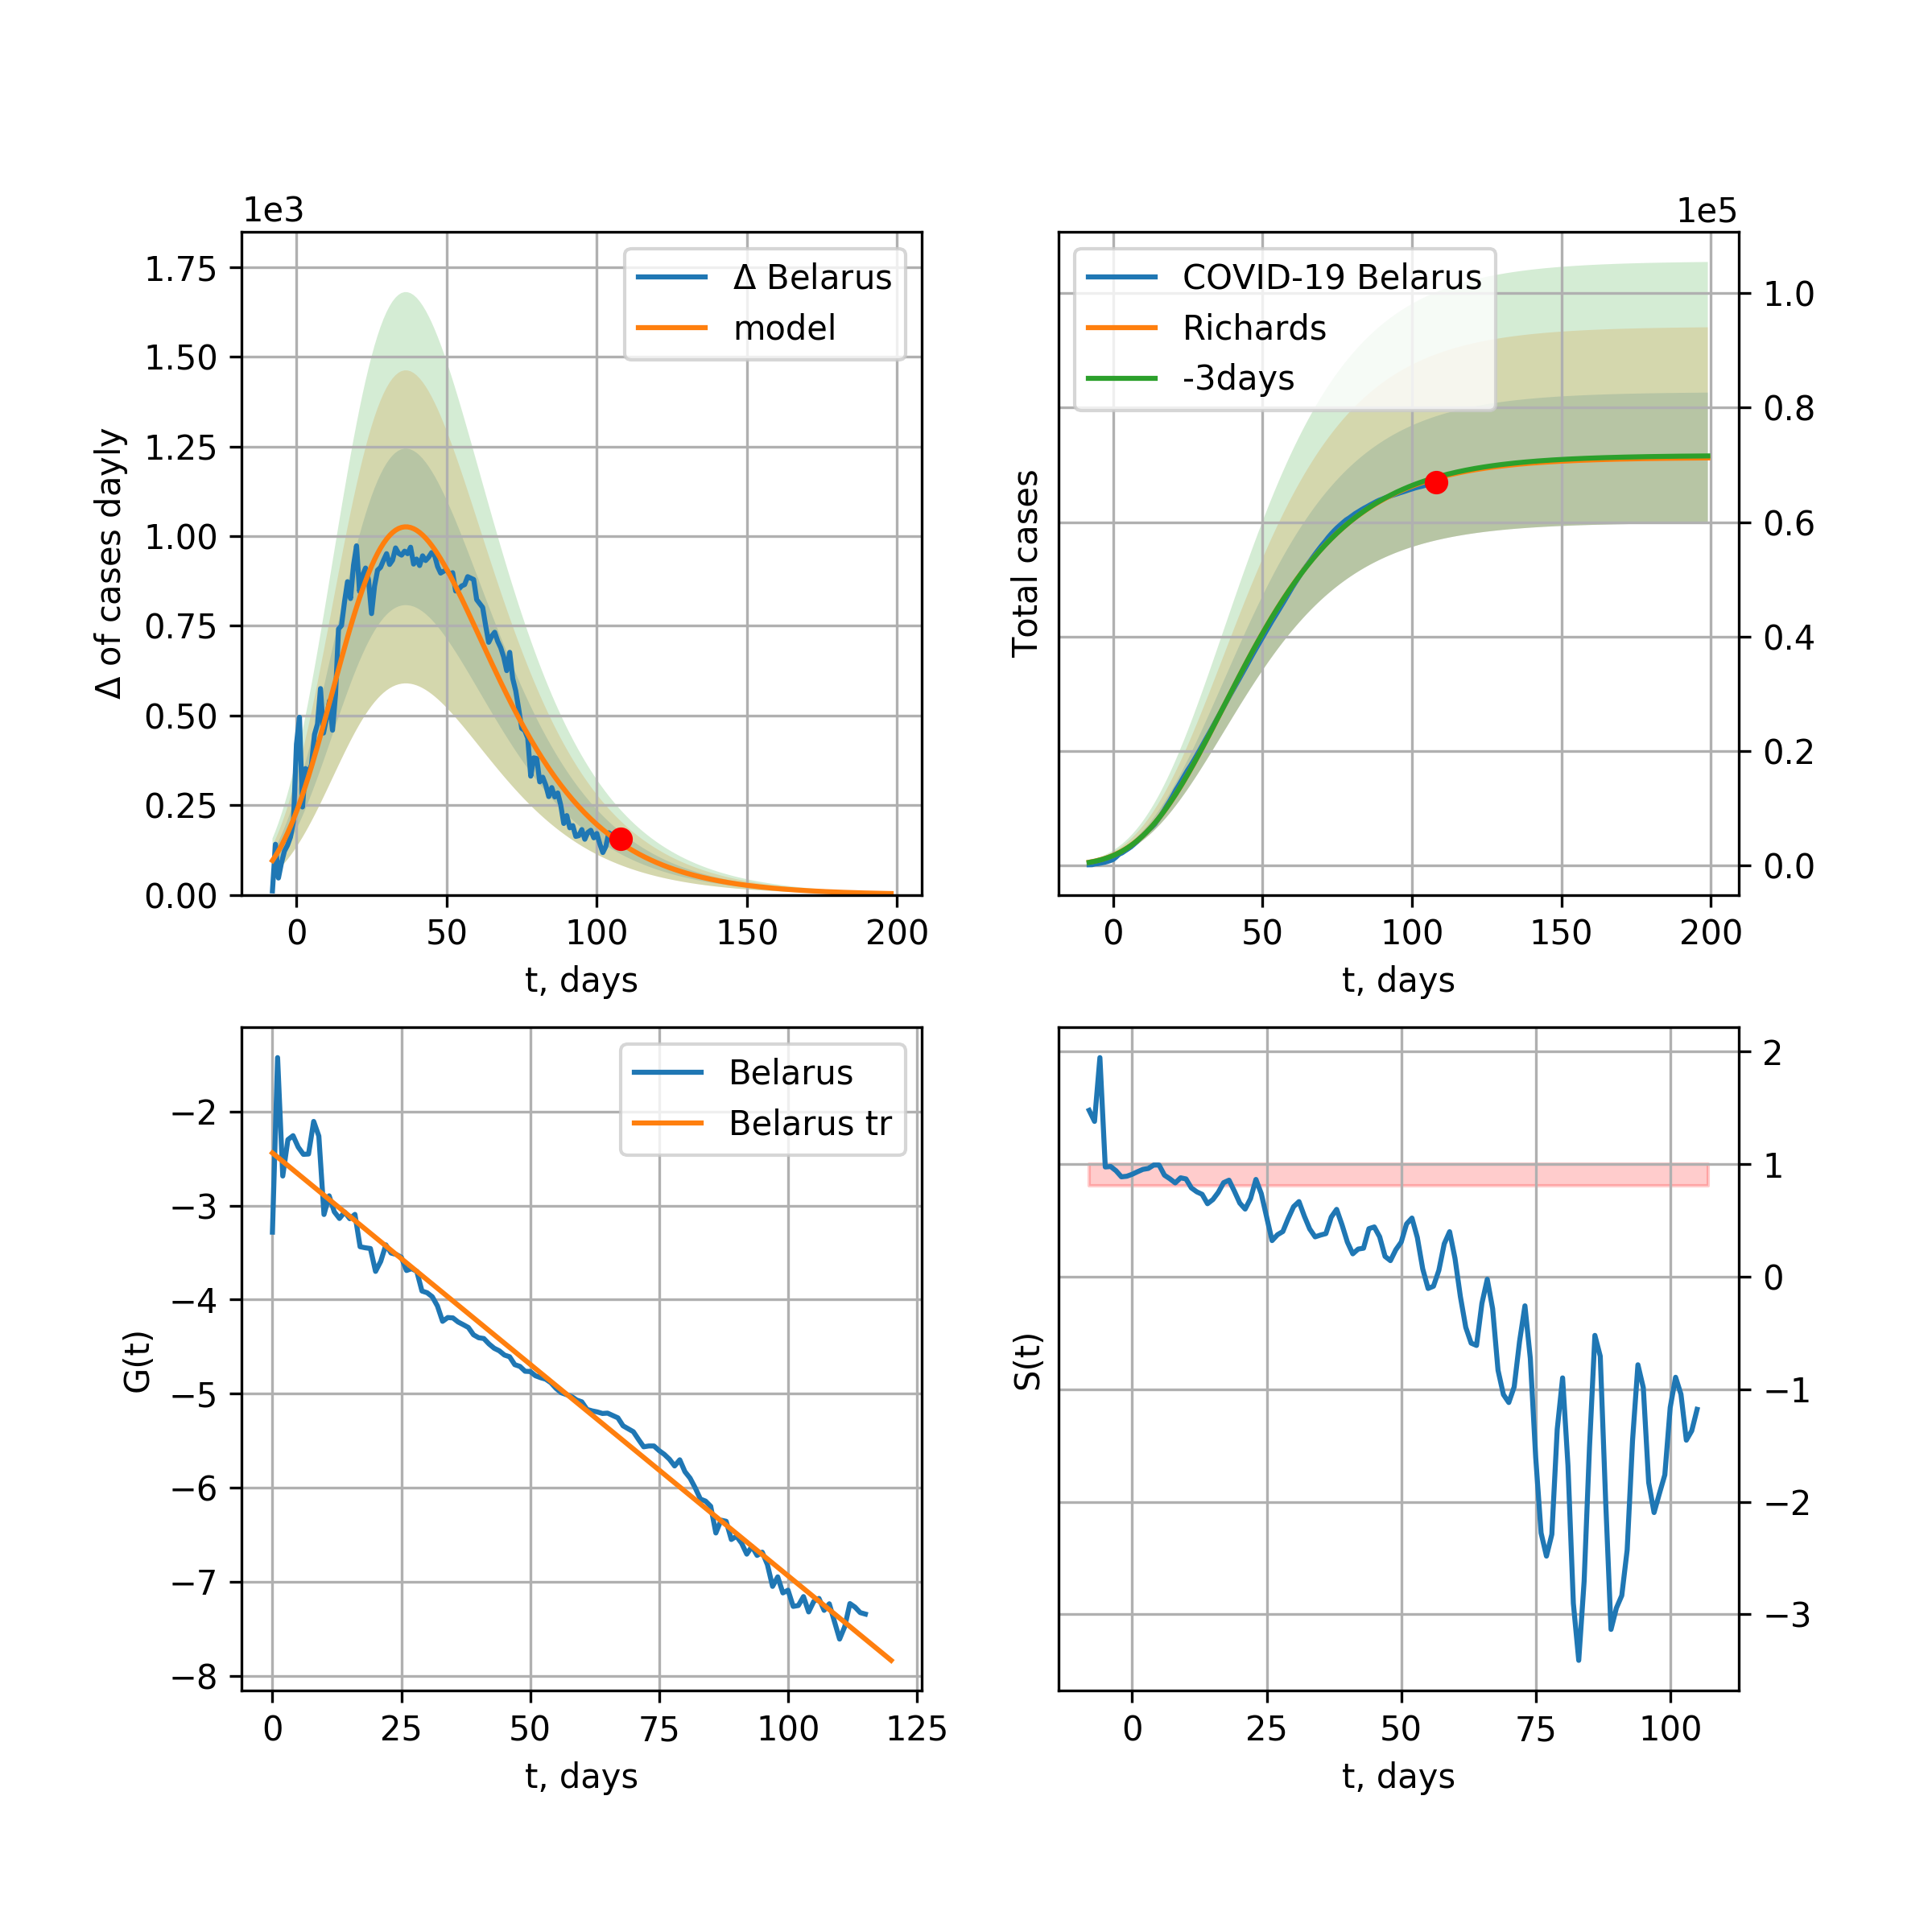 1e3
Δ of cases dayly
1.75
1.50
1.25
1.00
0.75
0.50
0.25
0.00
Δ Belarus
model
0 50 100 150 200
t, days
1e5
Total cases
COVID-19 Belarus
Richards
-3days
1.0
0.8
0.6
0.4
0.2
0.0
0 50 100 150 200
t, days
G(t)
−2
−3
−4
−5
−6
−7
−8
Belarus
Belarus tr
0 25 50 75 100 125
t, days
S(t)
2
1
0
−1
−2
−3
0 25 50 75 100
t, days